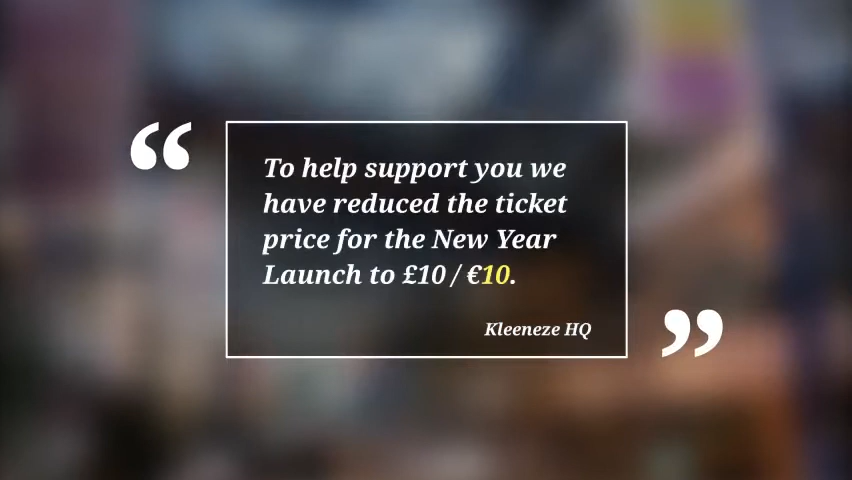 “
To help support you we
have reduced the ticket
price for the New Year
Launch to £10 / €10.
Kleeneze HQ
”